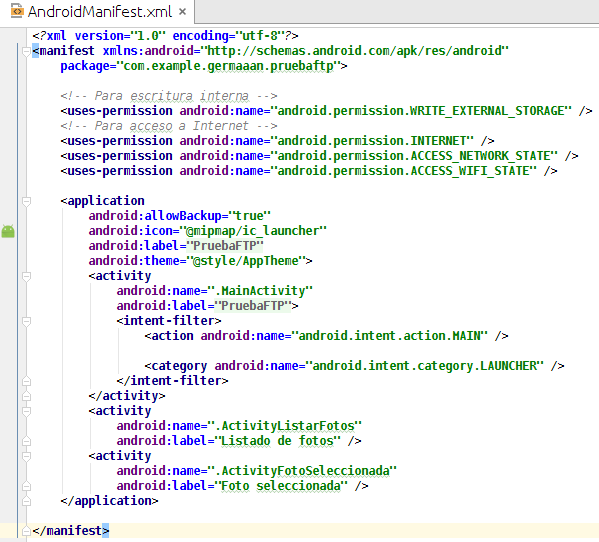 AndroidManifest.xml ×
<?xml version="1.0" encoding="utf-8"?>
<manifest xmlns:android="http://schemas.android.com/apk/res/android"
    package="com.example.germaaan.pruebaftp">

    <!-- Para escritura interna -->
    <uses-permission android:name="android.permission.WRITE_EXTERNAL_STORAGE" />
    <!-- Para acceso a Internet -->
    <uses-permission android:name="android.permission.INTERNET" />
    <uses-permission android:name="android.permission.ACCESS_NETWORK_STATE" />
    <uses-permission android:name="android.permission.ACCESS_WIFI_STATE" />

    <application
        android:allowBackup="true"
        android:icon="@mipmap/ic_launcher"
        android:label="PruebaFTP"
        android:theme="@style/AppTheme">
        <activity
            android:name=".MainActivity"
            android:label="PruebaFTP">
            <intent-filter>
                <action android:name="android.intent.action.MAIN" />

                <category android:name="android.intent.category.LAUNCHER" />
            </intent-filter>
        </activity>
        <activity
            android:name=".ActivityListarFotos"
            android:label="Listado de fotos" />
        <activity
            android:name=".ActivityFotoSeleccionada"
            android:label="Foto seleccionada" />
    </application>

</manifest>